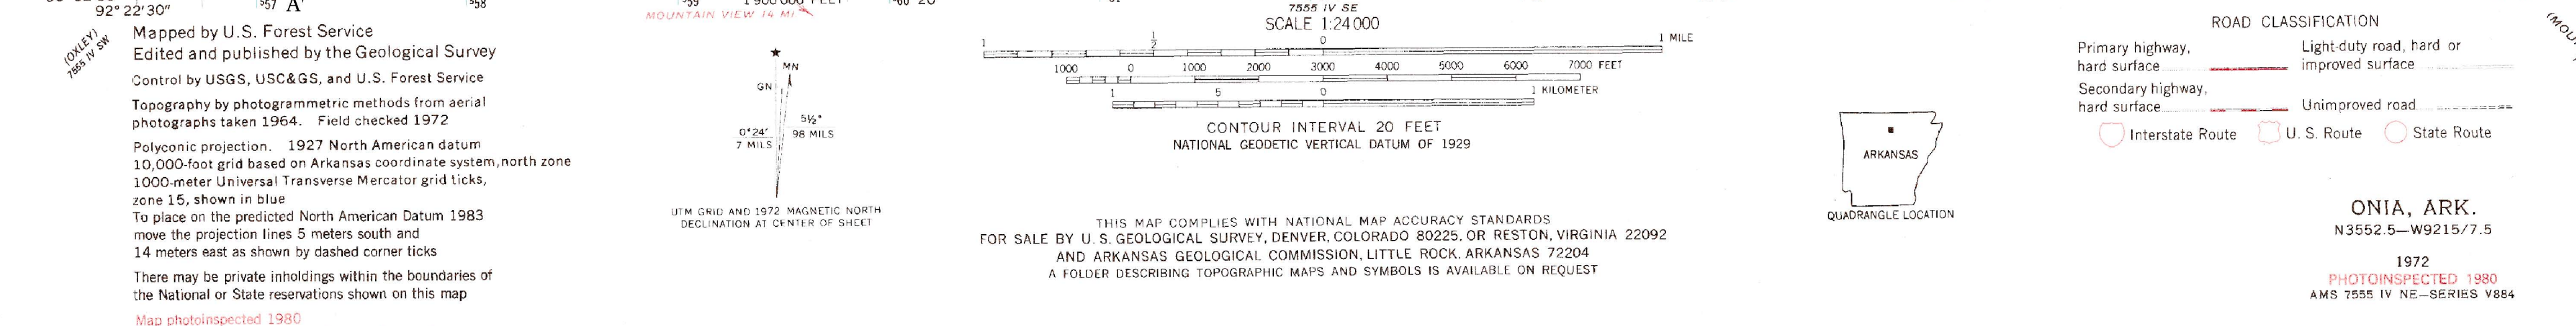 92° 22' 30"
⁵57
A
⁵58
(OXLEY)
7555 IV SW
Mapped by U.S. Forest Service
Edited and published by the Geological Survey
Control by USGS, USC&GS, and U.S. Forest Service
Topography by photogrammetric methods from aerial
photographs taken 1964. Field checked 1972
Polyconic projection. 1927 North American datum
10,000-foot grid based on Arkansas coordinate system, north zone
1000-meter Universal Transverse Mercator grid ticks,
zone 15, shown in blue
To place on the predicted North American Datum 1983
move the projection lines 5 meters south and
14 meters east as shown by dashed corner ticks
There may be private inholdings within the boundaries of
the National or State reservations shown on this map
Map photoinspected 1980
MOUNTAIN VIEW 14 MI
MN
GN
0°24'
7 MILS
5½°
98 MILS
UTM GRID AND 1972 MAGNETIC NORTH
DECLINATION AT CENTER OF SHEET
7555 IV SE
SCALE 1:24 000
1 ½ 0 1 MILE
1000 0 1000 2000 3000 4000 5000 6000 7000 FEET
1 5 0 1 KILOMETER
CONTOUR INTERVAL 20 FEET
NATIONAL GEODETIC VERTICAL DATUM OF 1929
THIS MAP COMPLIES WITH NATIONAL MAP ACCURACY STANDARDS
FOR SALE BY U. S. GEOLOGICAL SURVEY, DENVER, COLORADO 80225, OR RESTON, VIRGINIA 22092
AND ARKANSAS GEOLOGICAL COMMISSION, LITTLE ROCK, ARKANSAS 72204
A FOLDER DESCRIBING TOPOGRAPHIC MAPS AND SYMBOLS IS AVAILABLE ON REQUEST
ARKANSAS
QUADRANGLE LOCATION
ROAD CLASSIFICATION
Primary highway,
hard surface
Light-duty road, hard or
improved surface
Secondary highway,
hard surface
Unimproved road
Interstate Route
U. S. Route
State Route
ONIA, ARK.
N3552.5—W9215/7.5
1972
PHOTOINSPECTED 1980
AMS 7555 IV NE—SERIES V884